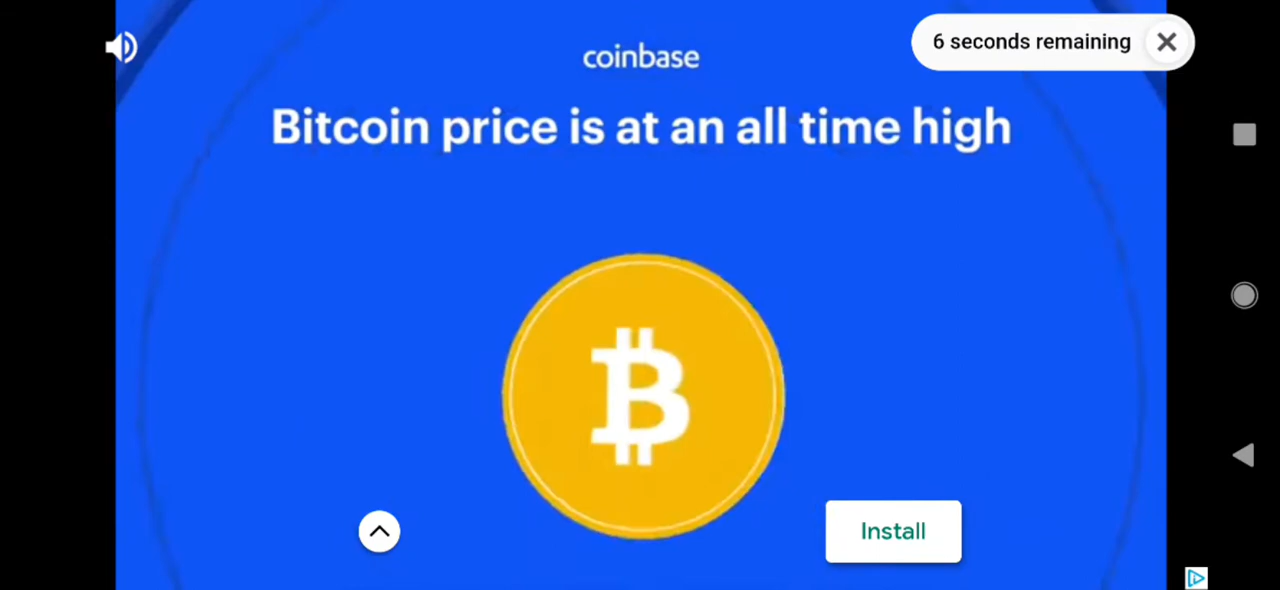 6 seconds remaining
coinbase
Bitcoin price is at an all time high
Install